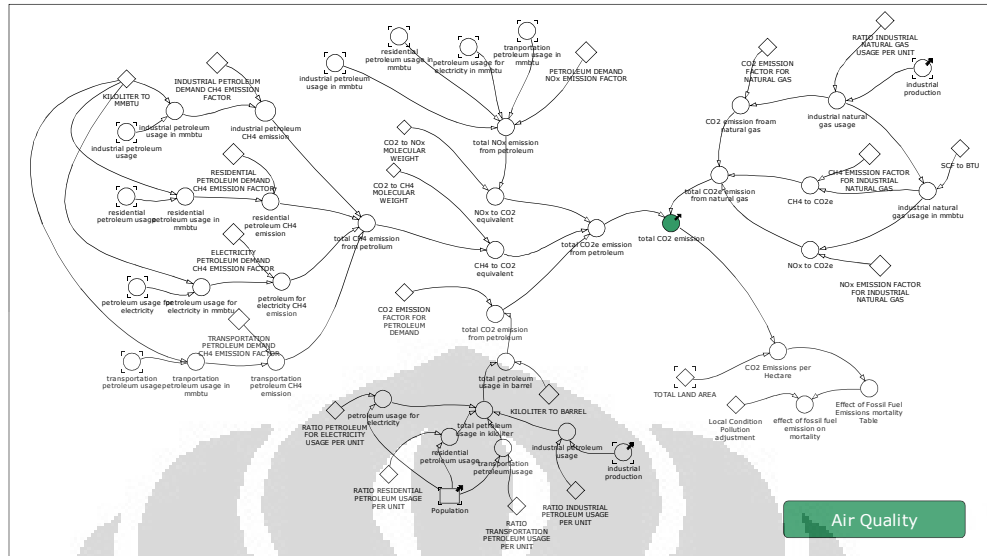 RATIO INDUSTRIAL
NATURAL GAS
USAGE PER UNIT
residential
petroleum usage in
mmbtu
petroleum usage for
electricity in mmbtu
tranportation
petroleum usage in
mmbtu
industrial petroleum
usage in mmbtu
PETROLEUM DEMAND
NOx EMISSION FACTOR
CO2 EMISSION
FACTOR FOR
NATURAL GAS
industrial
production
KILOLITER TO
MMBTU
INDUSTRIAL PETROLEUM
DEMAND CH4 EMISSION
FACTOR
industrial petroleum
usage in mmbtu
industrial petroleum
CH4 emission
industrial petroleum
usage
CO2 to NOx
MOLECULAR
WEIGHT
total NOx emission
from petroleum
CO2 emission froam
natural gas
industrial natural
gas usage
SCF to BTU
RESIDENTIAL
PETROLEUM DEMAND
CH4 EMISSION FACTOR
CO2 to CH4
MOLECULAR
WEIGHT
CH4 EMISSION FACTOR
FOR INDUSTRIAL
NATURAL GAS
total CO2e emission
from natural gas
CH4 to CO2e
industrial natural
gas usage in mmbtu
residential
petroleum usage
residential
petroleum usage in
mmbtu
residential
petroleum CH4
emission
NOx to CO2
equivalent
total CH4 emission
from petrolium
total CO2e emission
from petroleum
total CO2 emission
ELECTRICITY
PETROLEUM DEMAND
CH4 EMISSION FACTOR
CH4 to CO2
equivalent
NOx to CO2e
NOx EMISSION FACTOR
FOR INDUSTRIAL
NATURAL GAS
petroleum usage for
electricity
petroleum usage for
electricity in mmbtu
petroleum for
electricity CH4
emission
CO2 EMISSION
FACTOR FOR
PETROLEUM
DEMAND
total CO2 emission
from petroleum
TRANSPORTATION
PETROLEUM DEMAND
CH4 EMISSION FACTOR
transportation
petroleum usage
tranportation
petroleum usage in
mmbtu
transportation
petroleum CH4
emission
total petroleum
usage in barrel
CO2 Emissions per
Hectare
TOTAL LAND AREA
KILOLITER TO BARREL
Local Condition
Pollution
adjustment
effect of fossil fuel
emission on
mortality
Effect of Fossil Fuel
Emissions mortality
Table
petroleum usage for
electricity
RATIO PETROLEUM
FOR ELECTRICITY
USAGE PER UNIT
total petroleum
usage in kiloliter
residential
petroleum usage
transportation
petroleum usage
industrial petroleum
usage
industrial
production
RATIO RESIDENTIAL
PETROLEUM USAGE
PER UNIT
Population
RATIO INDUSTRIAL
PETROLEUM USAGE
PER UNIT
RATIO
TRANSPORTATION
PETROLEUM USAGE
PER UNIT
Air Quality